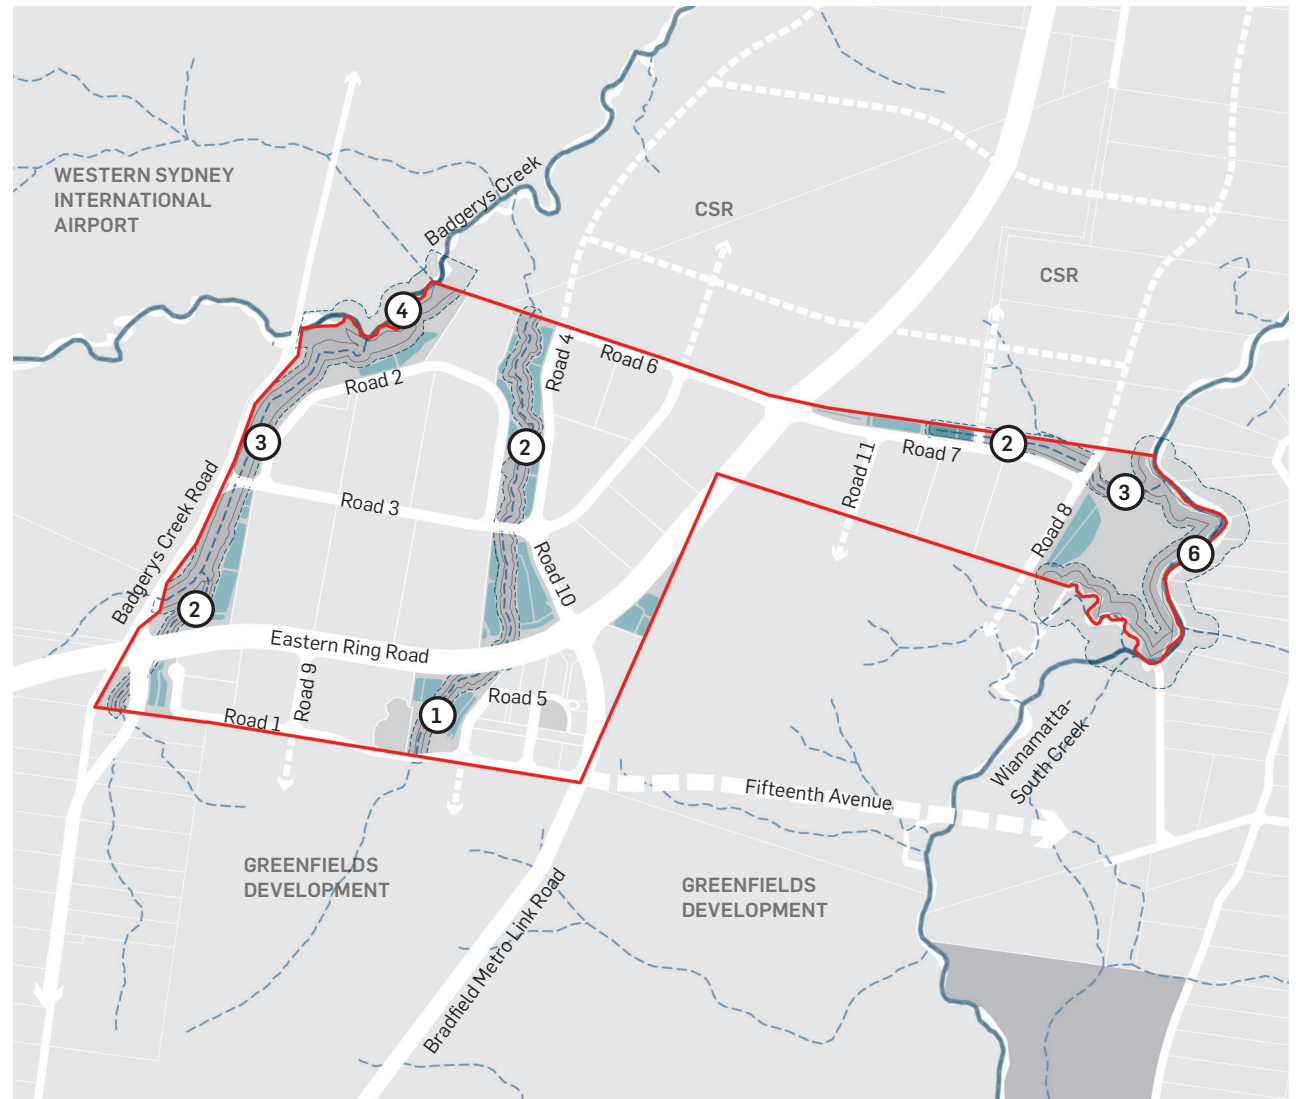 WESTERN SYDNEY
INTERNATIONAL
AIRPORT
Badgerys Creek
CSR
CSR
4
Road 4
Road 6
Road 2
3
2
2
Road 7
Road 11
3
Road 3
Badgerys Creek Road
Road 8
6
Road 10
2
Eastern Ring Road
Road 9
Road 5
1
Road 1
Wianamatta-
South Creek
Fifteenth Avenue
GREENFIELDS
DEVELOPMENT
GREENFIELDS
DEVELOPMENT
Bradfield Metro Link Road